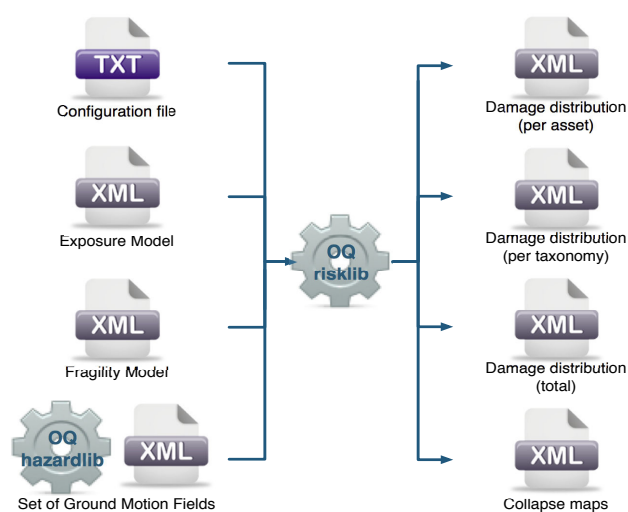 TXT
Configuration file
XML
Exposure Model
XML
Fragility Model
OQ
hazardlib
XML
Set of Ground Motion Fields
OQ
risklib
XML
Damage distribution
(per asset)
XML
Damage distribution
(per taxonomy)
XML
Damage distribution
(total)
XML
Collapse maps